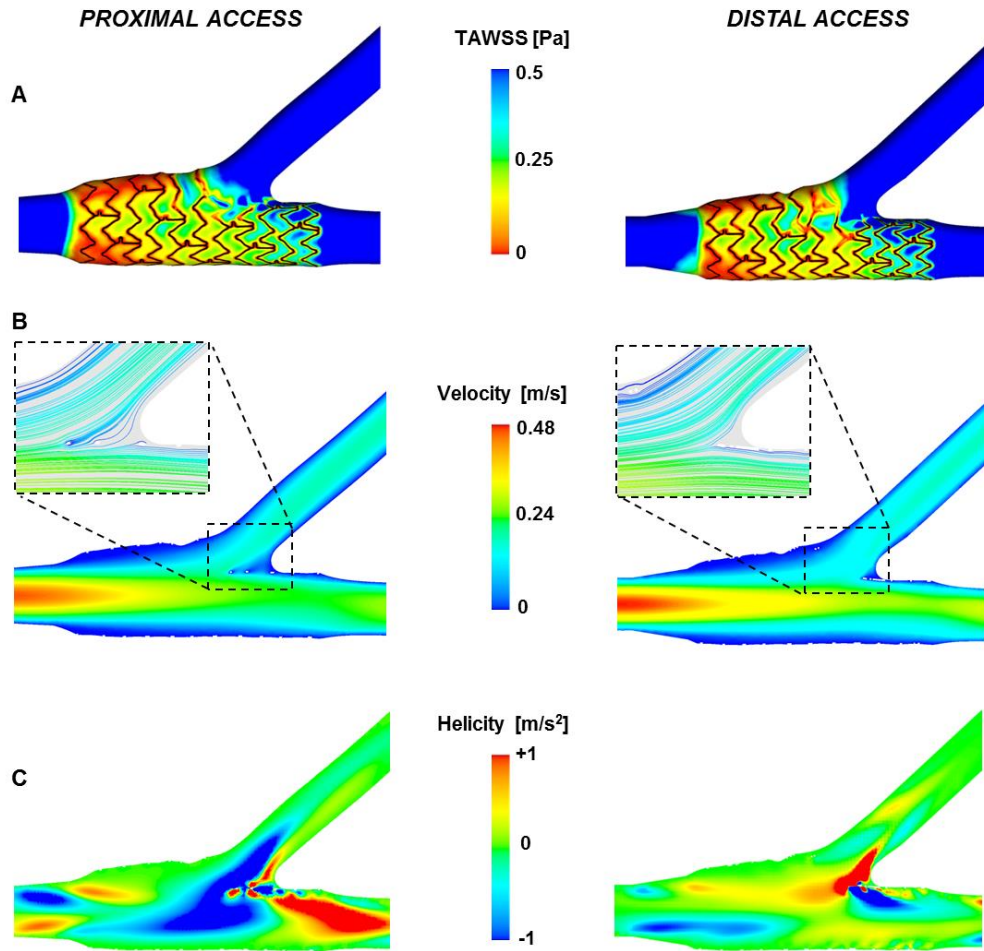 PROXIMAL ACCESS
DISTAL ACCESS
TAWSS [Pa]
A
0.5
0.25
0
B
Velocity [m/s]
0.48
0.24
0
Helicity [m/s²]
C
+1
0
-1